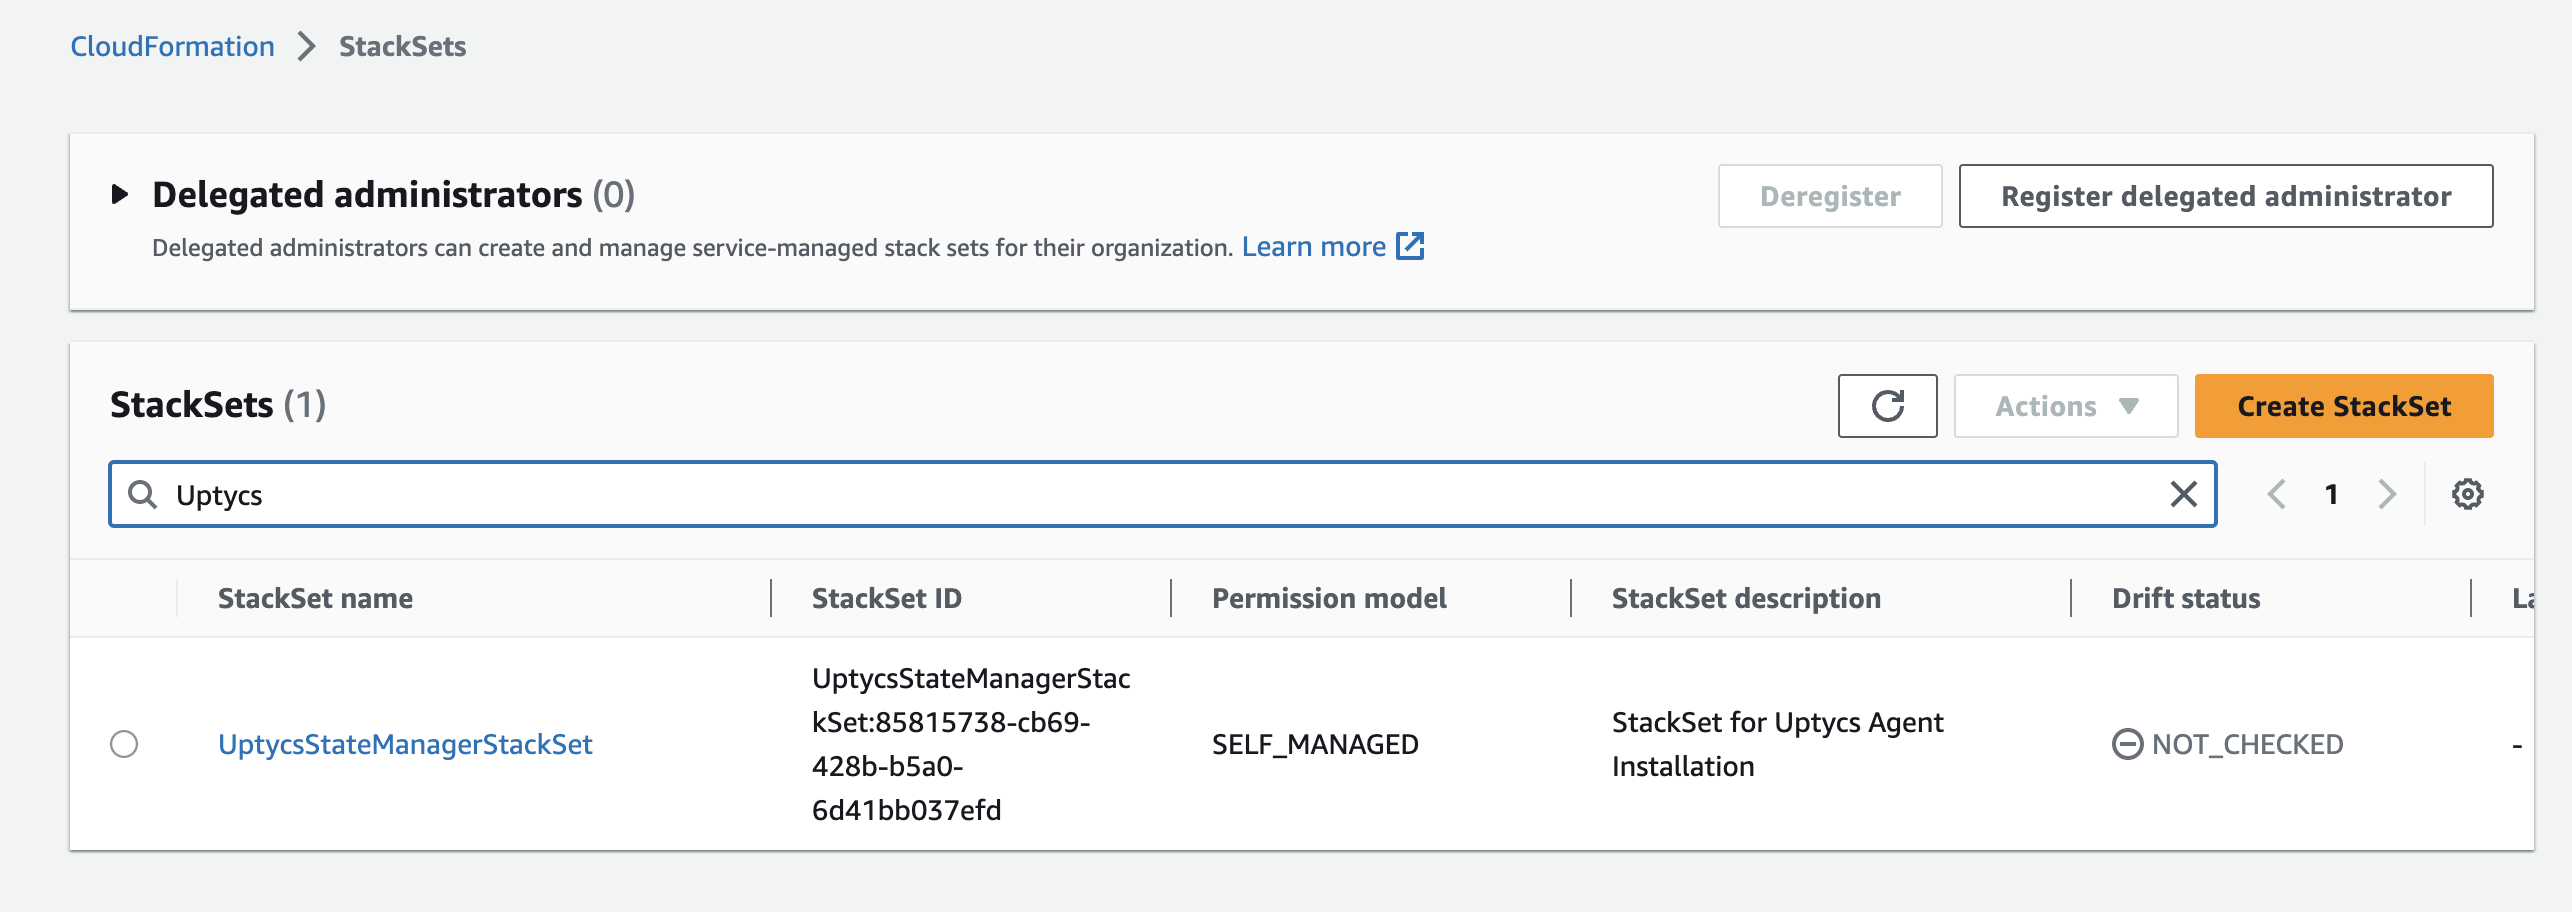 CloudFormation > StackSets
Delegated administrators (0)
Deregister
Register delegated administrator
Delegated administrators can create and manage service-managed stack sets for their organization. Learn more
StackSets (1)
Actions
Create StackSet
Uptycs
1
StackSet name
StackSet ID
Permission model
StackSet description
Drift status
La
UptycsStateManagerStackSet
UptycsStateManagerStac
kSet:85815738-cb69-
428b-b5a0-
6d41bb037efd
SELF_MANAGED
StackSet for Uptycs Agent
Installation
NOT_CHECKED
-